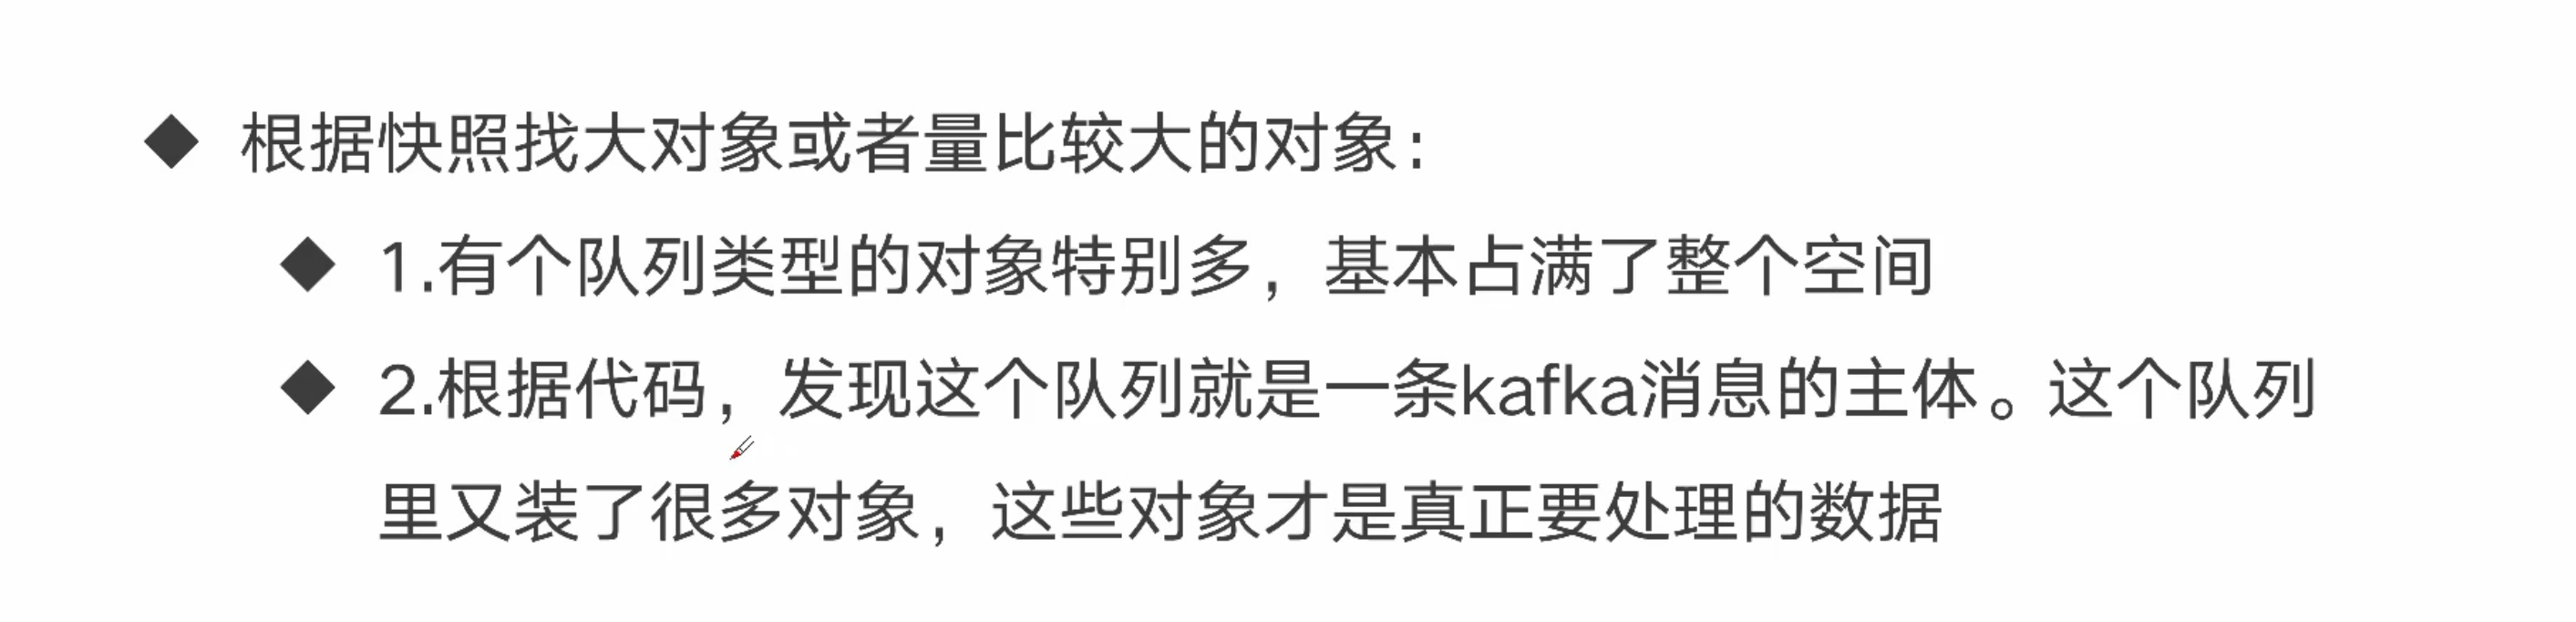 根据快照找大对象或者量比较大的对象：
1.有个队列类型的对象特别多，基本占满了整个空间
2.根据代码，发现这个队列就是一条kafka消息的主体。这个队列
里又装了很多对象，这些对象才是真正要处理的数据